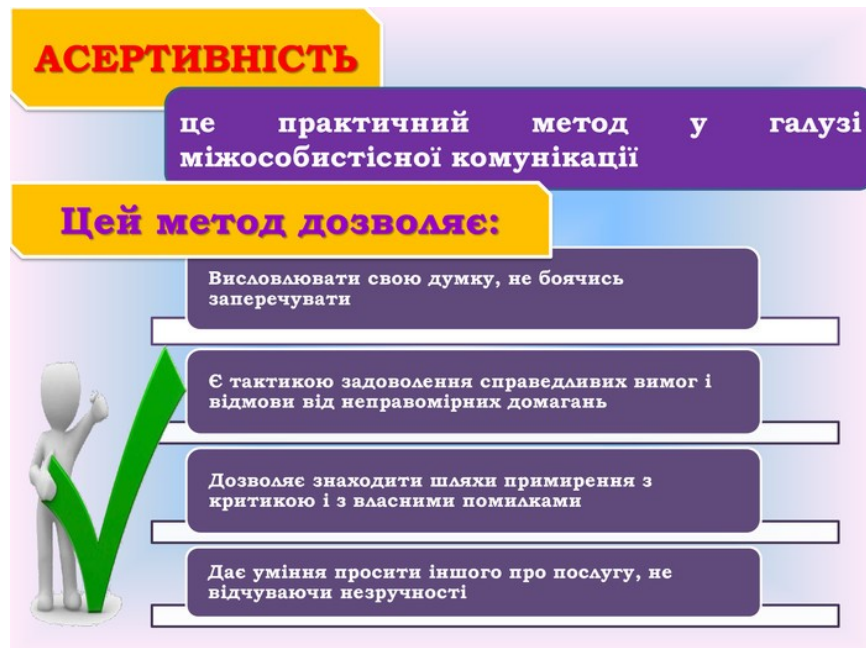 АСЕРТИВНІСТЬ
це практичний метод у галузі
міжособистісної комунікації
Цей метод дозволяє:
Висловлювати свою думку, не боячись
заперечувати
Є тактикою задоволення справедливих вимог і
відмови від неправомірних домагань
Дозволяє знаходити шляхи примирення з
критикою і з власними помилками
Дає уміння просити іншого про послугу, не
відчуваючи незручності